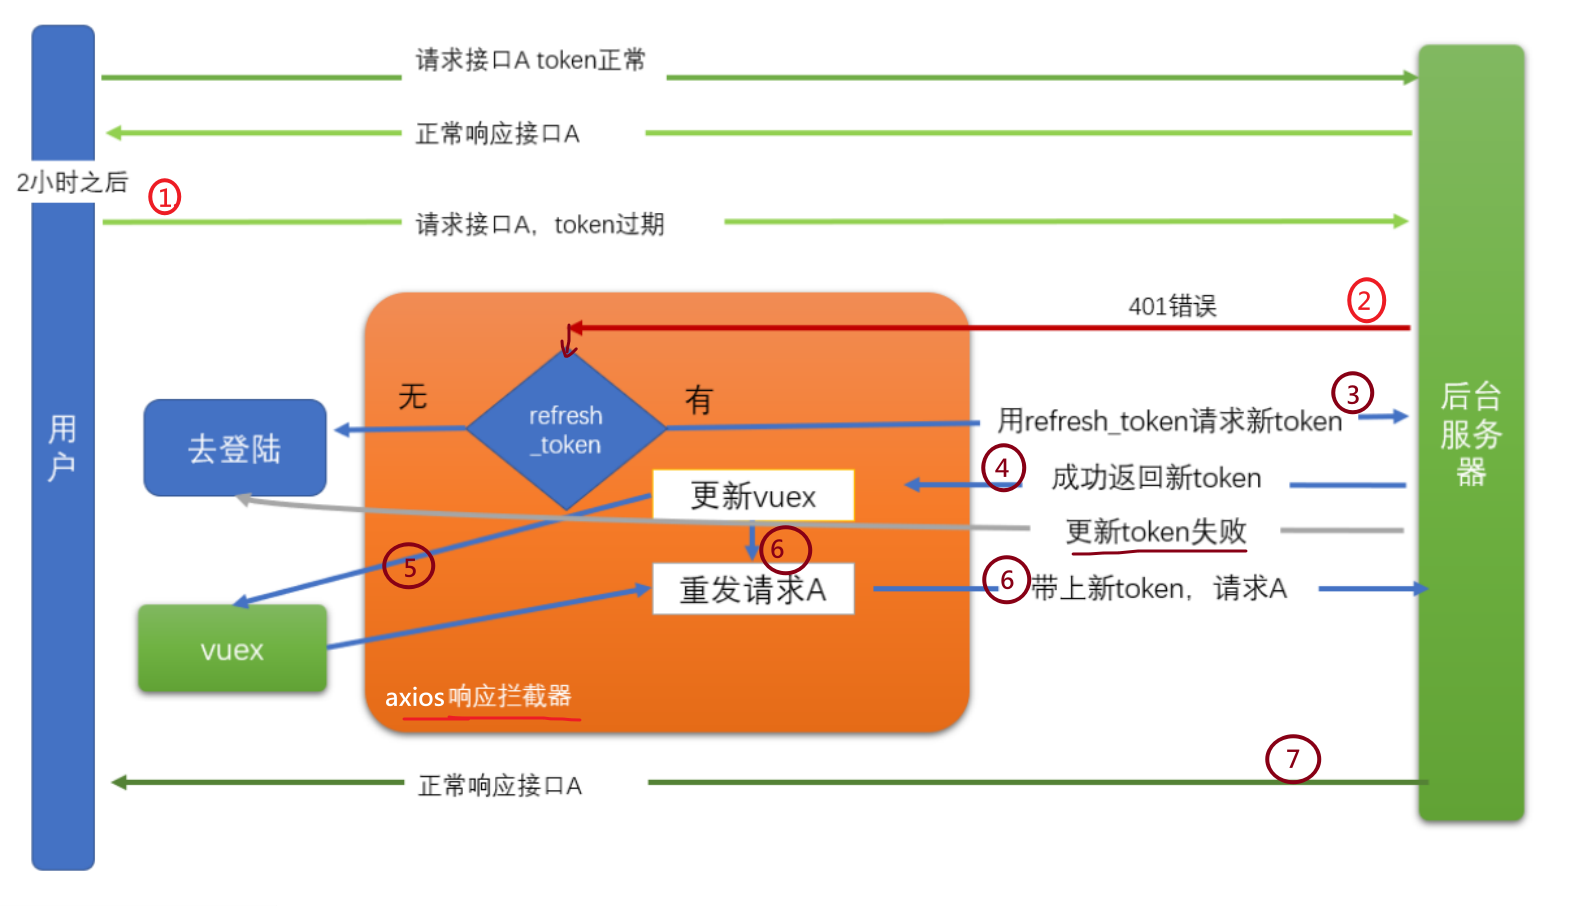 请求接口A token正常
正常响应接口A
2小时之后
1
请求接口A，token过期
401错误
2
无
有
refresh
_token
用refresh_token请求新token
3
去登陆
用
户
后台
服务
器
更新vuex
4
成功返回新token
更新token失败
5
6
重发请求A
6
带上新token，请求A
vuex
axios响应拦截器
7
正常响应接口A